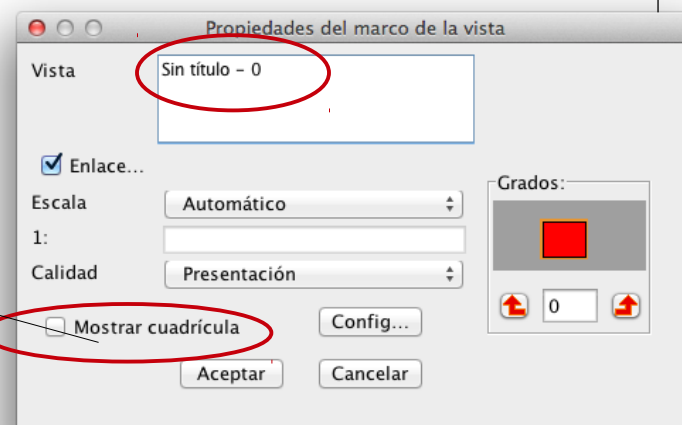 Propiedades del marco de la vista
Vista
Sin título - 0
Enlace...
Grados:
Escala
Automático
1:
Calidad
Presentación
0
Mostrar cuadrícula
Config...
Aceptar
Cancelar